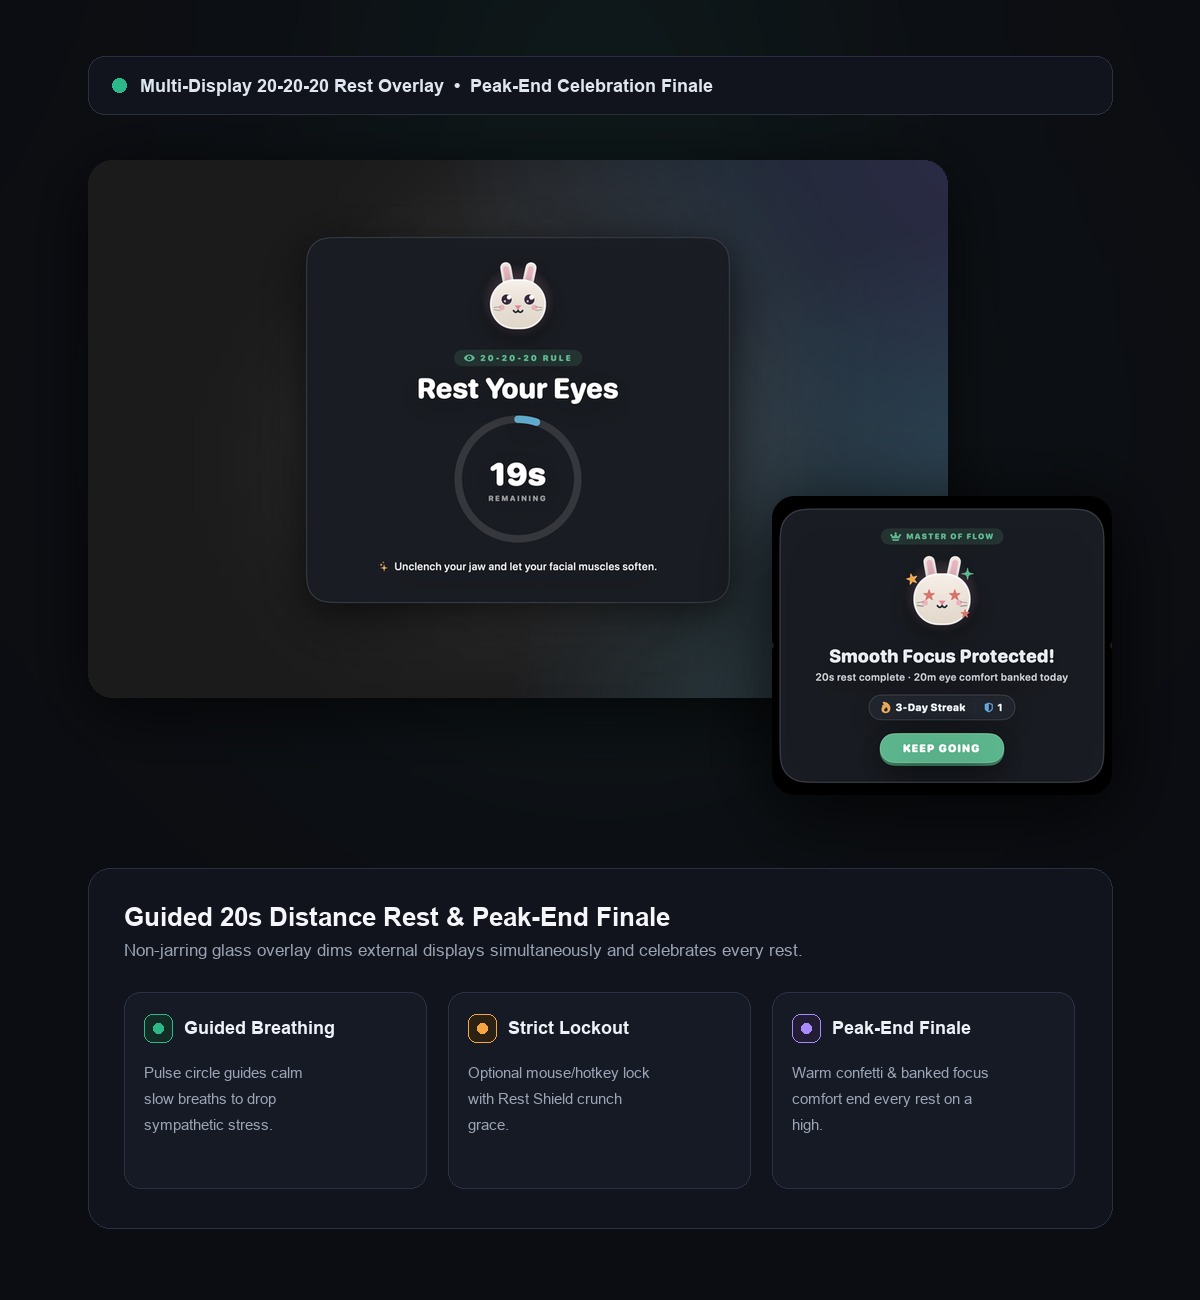 Multi-Display 20-20-20 Rest Overlay • Peak-End Celebration Finale
20-20-20 RULE
Rest Your Eyes
19s
REMAINING
Unclench your jaw and let your facial muscles soften.
MASTER OF FLOW
Smooth Focus Protected!
20s rest complete · 20m eye comfort banked today
3-Day Streak 1
KEEP GOING
Guided 20s Distance Rest & Peak-End Finale
Non-jarring glass overlay dims external displays simultaneously and celebrates every rest.
Guided Breathing
Pulse circle guides calm
slow breaths to drop
sympathetic stress.
Strict Lockout
Optional mouse/hotkey lock
with Rest Shield crunch
grace.
Peak-End Finale
Warm confetti & banked focus
comfort end every rest on a
high.